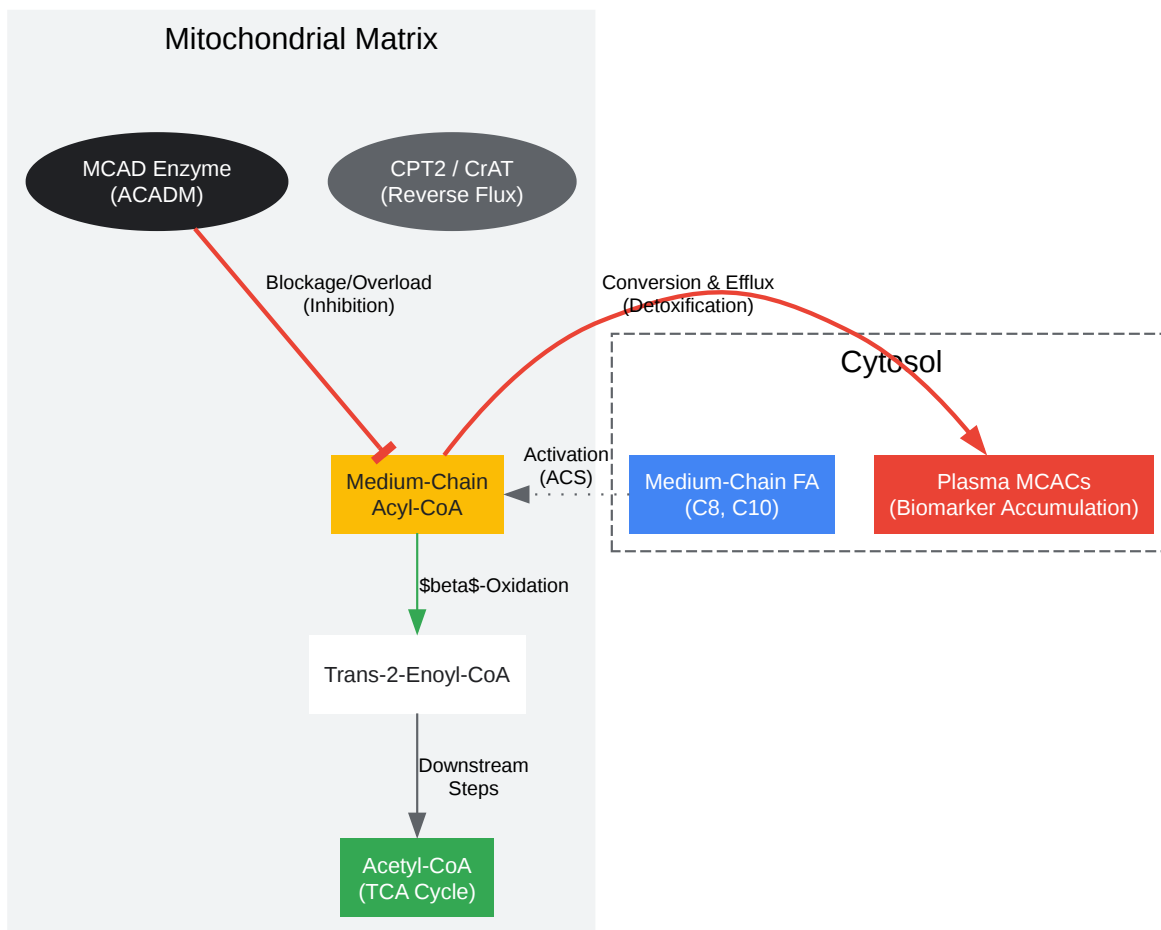 Mitochondrial Matrix
MCAD Enzyme
(ACADM)
CPT2 / CrAT
(Reverse Flux)
Blockage/Overload
(Inhibition)
Conversion & Efflux
(Detoxification)
Cytosol
Medium-Chain
Acyl-CoA
Activation
(ACS)
Medium-Chain FA
(C8, C10)
Plasma MCACs
(Biomarker Accumulation)
$beta$-Oxidation
Trans-2-Enoyl-CoA
Downstream
Steps
Acetyl-CoA
(TCA Cycle)